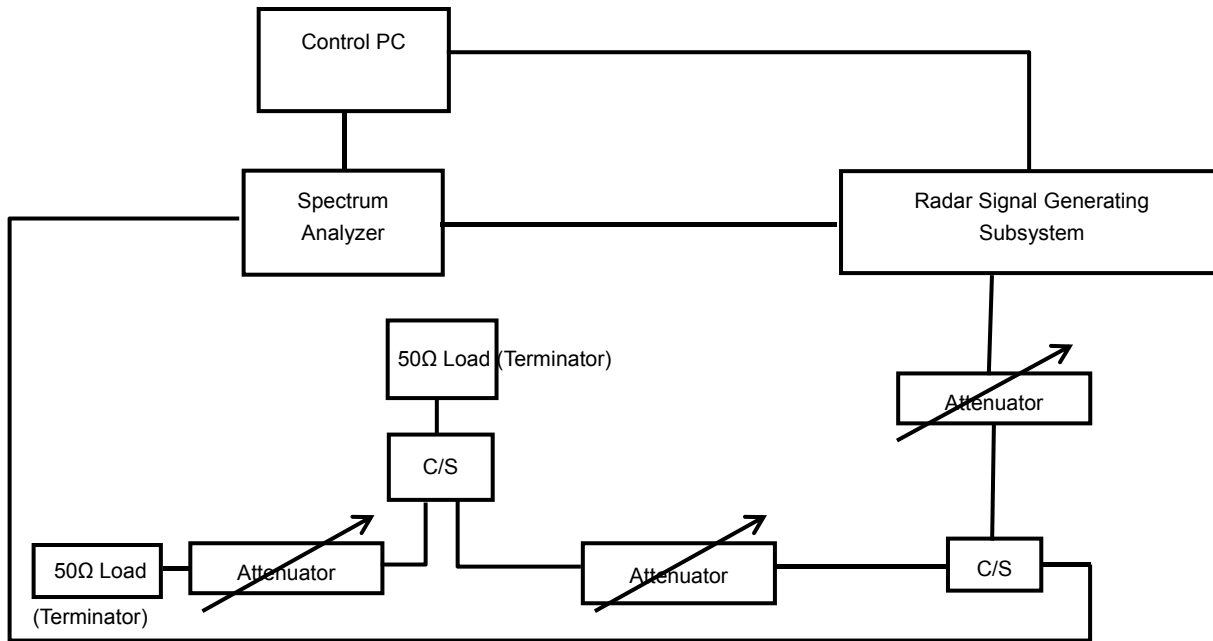 Control PC
Spectrum
Analyzer
Radar Signal Generating
Subsystem
50Ω Load (Terminator)
Attenuator
C/S
50Ω Load
(Terminator)
Attenuator
Attenuator
C/S